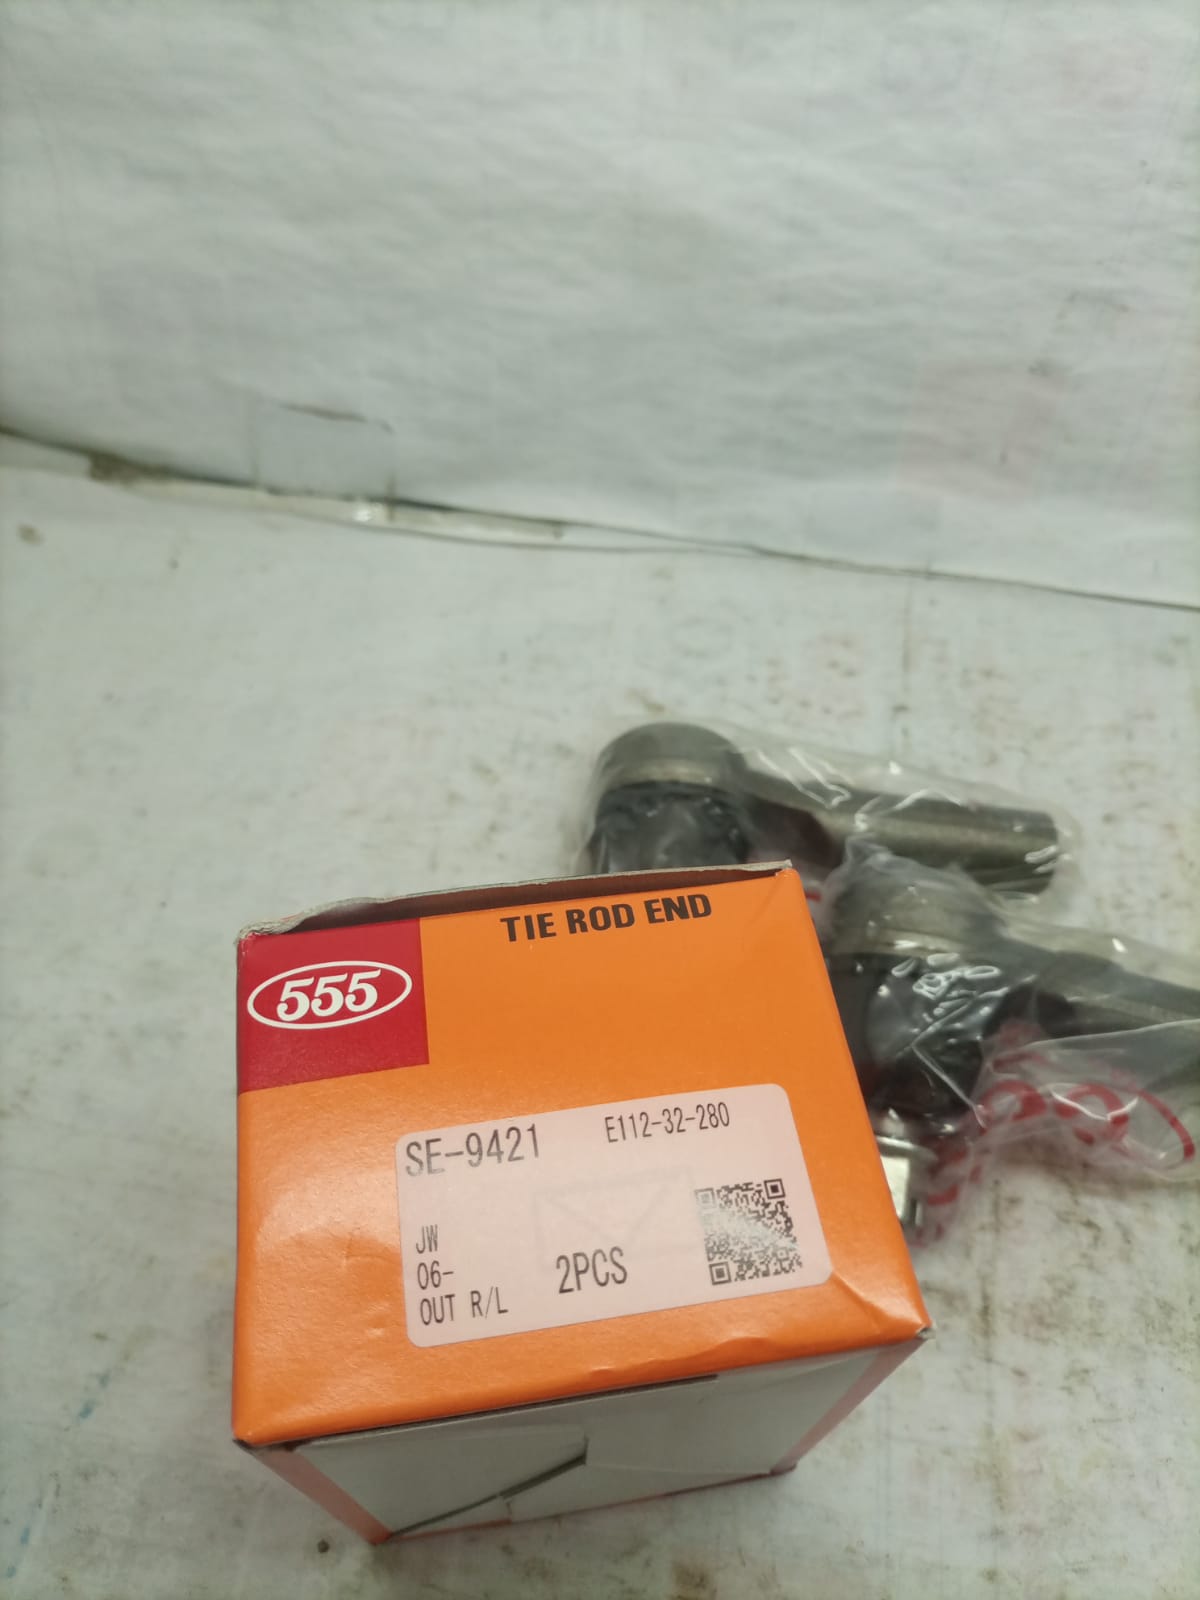 TIE ROD END
555
SE-9421 E112-32-280
JW
06-
OUT R/L 2PCS